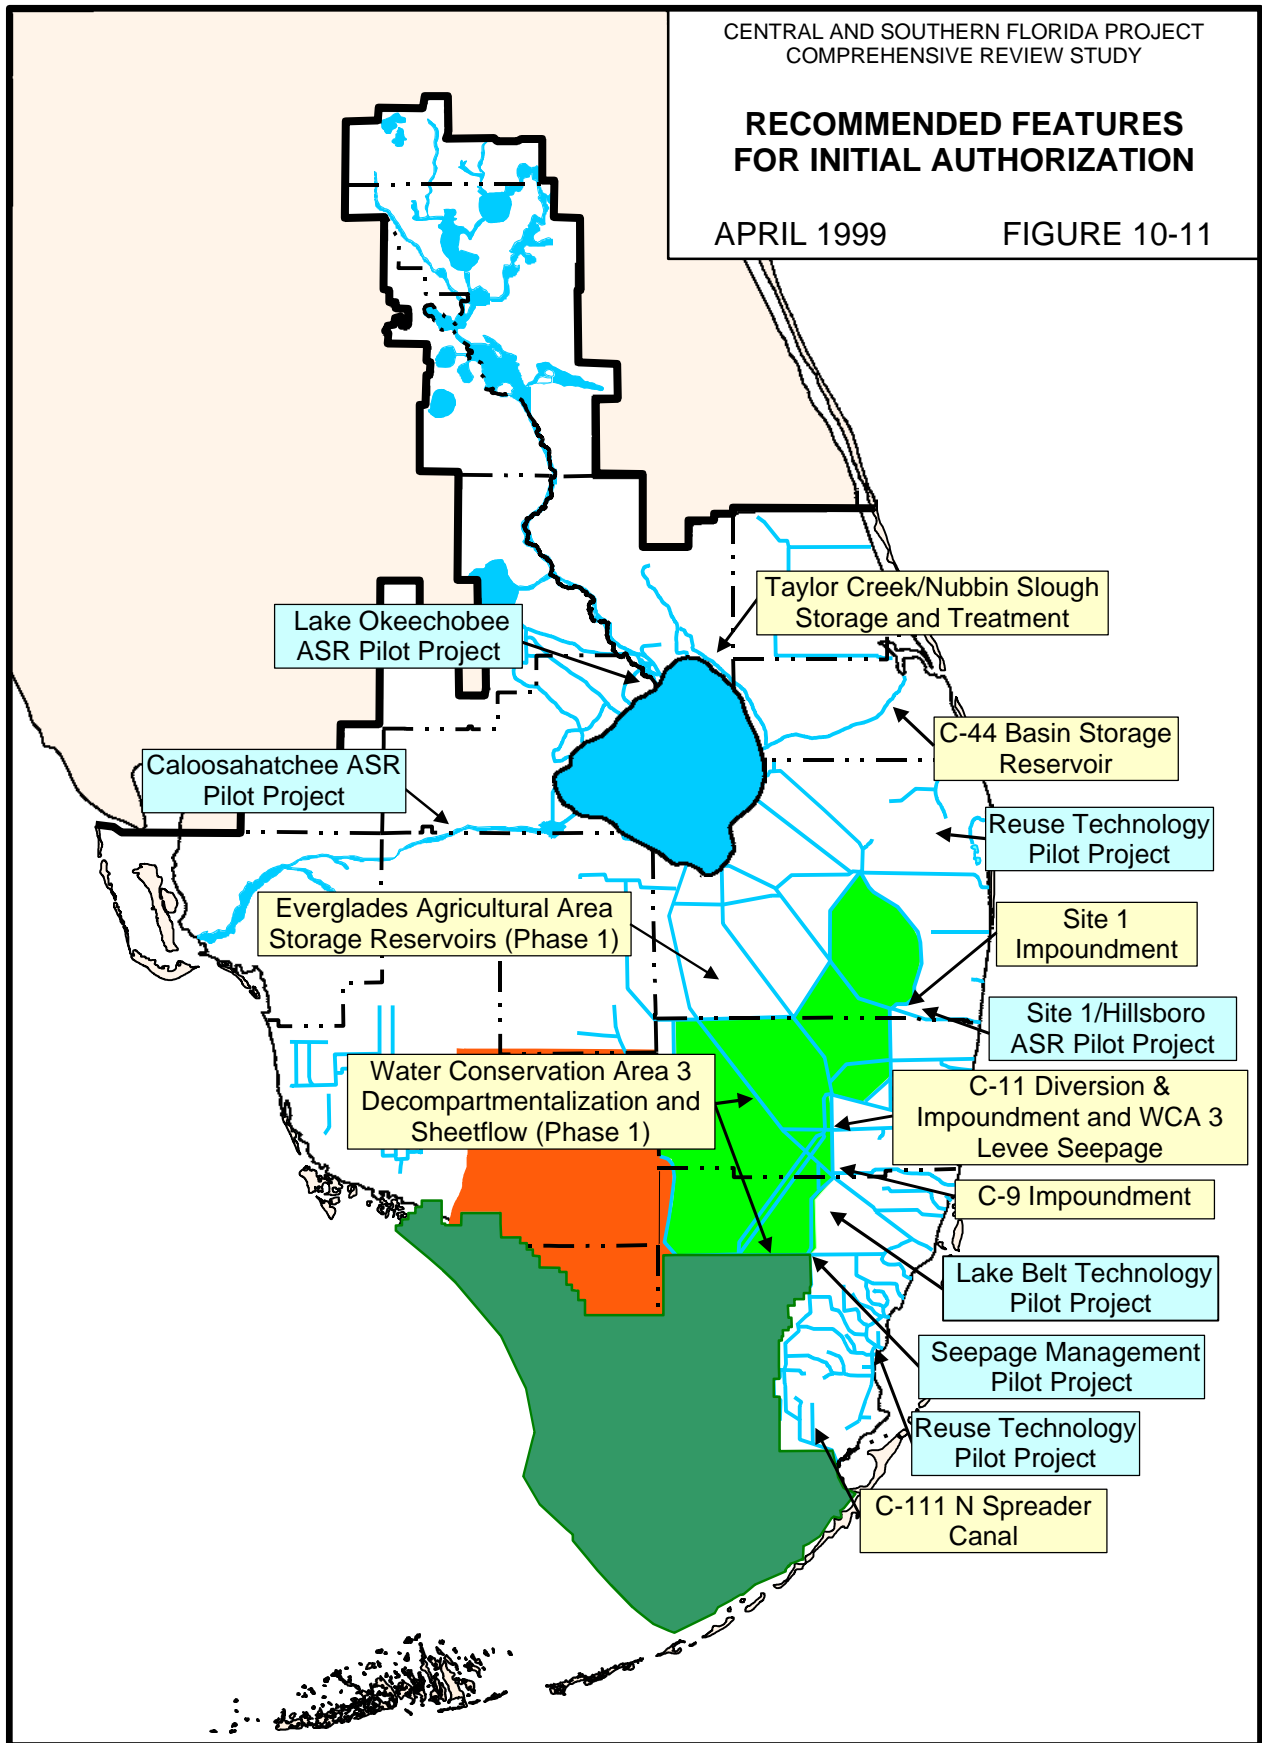 CENTRAL AND SOUTHERN FLORIDA PROJECT
COMPREHENSIVE REVIEW STUDY
RECOMMENDED FEATURES
FOR INITIAL AUTHORIZATION
APRIL 1999 FIGURE 10-11
Taylor Creek/Nubbin Slough
Storage and Treatment
Lake Okeechobee
ASR Pilot Project
C-44 Basin Storage
Reservoir
Caloosahatchee ASR
Pilot Project
Reuse Technology
Pilot Project
Everglades Agricultural Area
Storage Reservoirs (Phase 1)
Site 1
Impoundment
Site 1/Hillsboro
ASR Pilot Project
Water Conservation Area 3
Decompartmentalization and
Sheetflow (Phase 1)
C-11 Diversion &
Impoundment and WCA 3
Levee Seepage
C-9 Impoundment
Lake Belt Technology
Pilot Project
Seepage Management
Pilot Project
Reuse Technology
Pilot Project
C-111 N Spreader
Canal